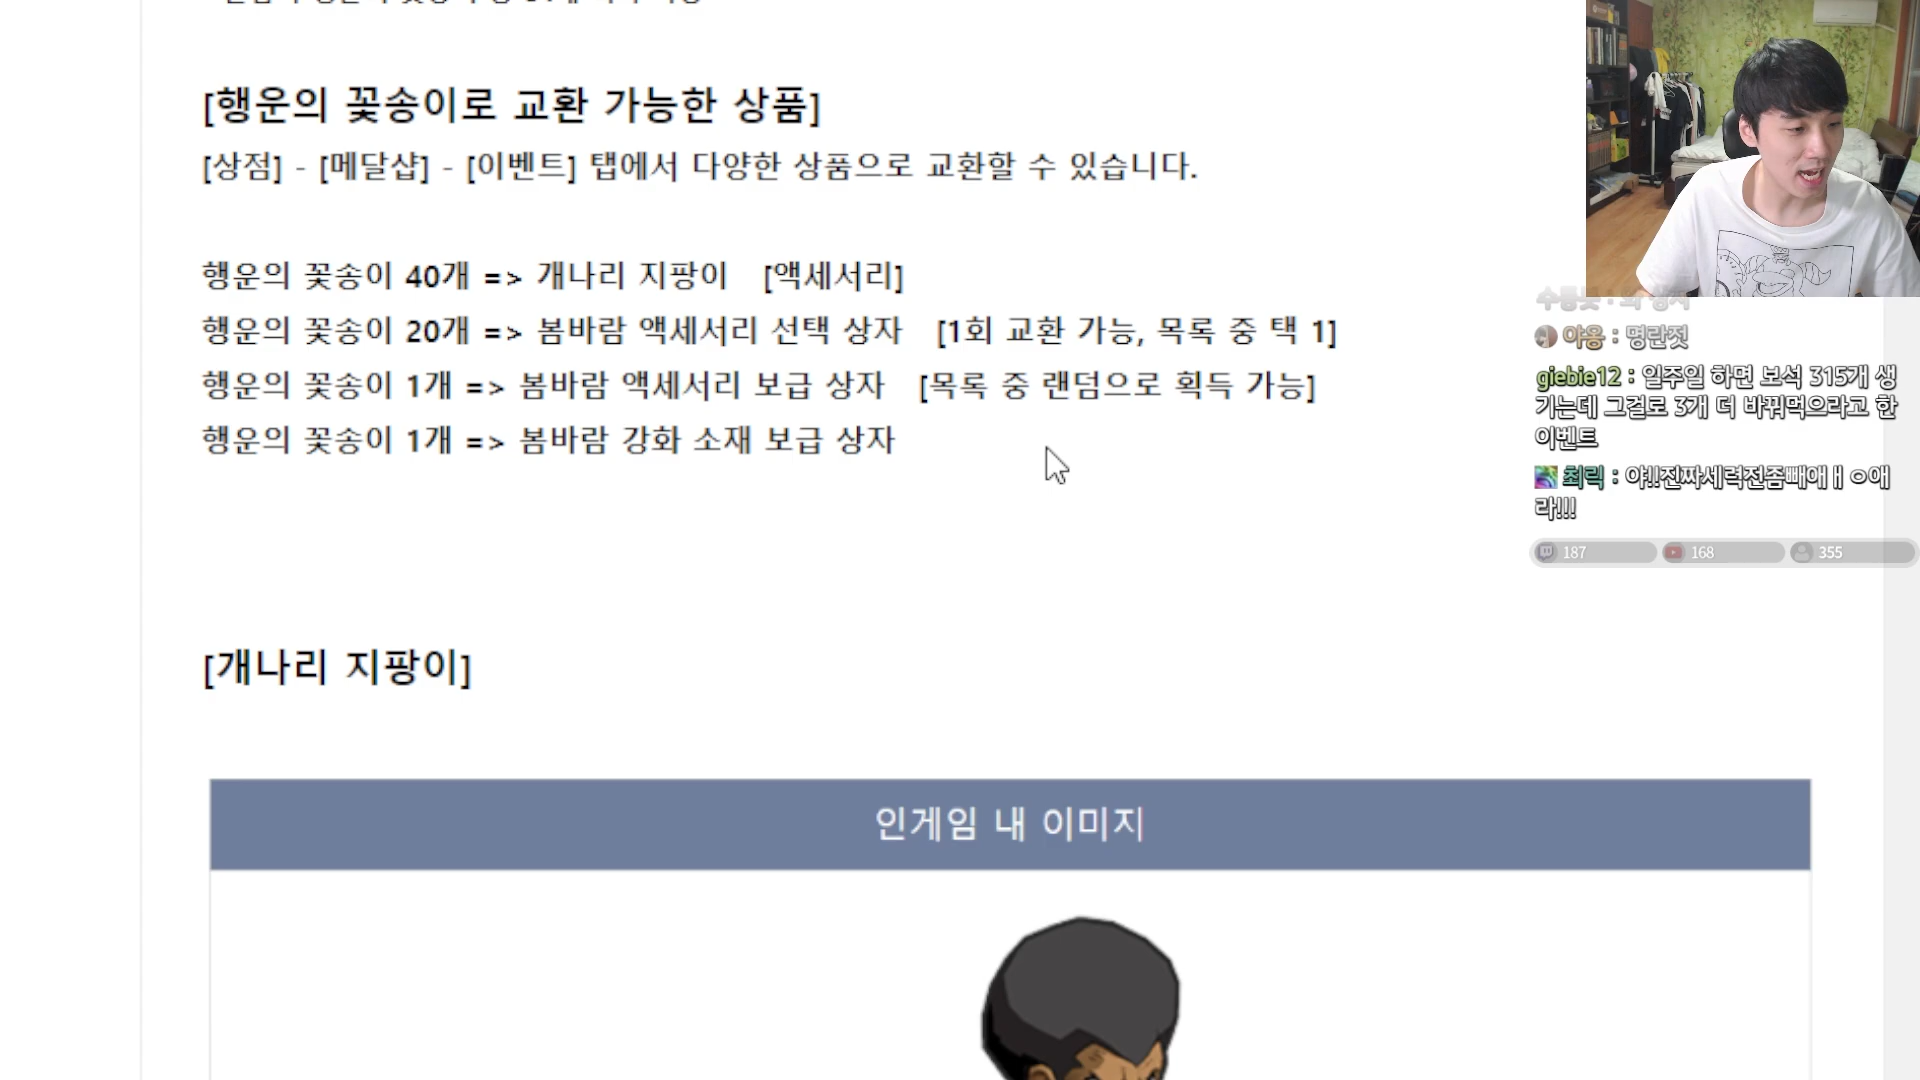 [행운의 꽃송이로 교환 가능한 상품]
[상점] - [메달샵] - [이벤트] 탭에서 다양한 상품으로 교환할 수 있습니다.
행운의 꽃송이 40개 => 개나리 지팡이 [액세서리]
행운의 꽃송이 20개 => 봄바람 액세서리 선택 상자 [1회 교환 가능, 목록 중 택 1]
행운의 꽃송이 1개 => 봄바람 액세서리 보급 상자 [목록 중 랜덤으로 획득 가능]
행운의 꽃송이 1개 => 봄바람 강화 소재 보급 상자
[개나리 지팡이]
인게임 내 이미지
야옹 : 명란젓
giebie12 : 일주일 하면 보석 315개 생
기는데 그걸로 3개 더 바꿔먹으라고 한
이벤트
최릭 : 야!!진짜세력전좀빼애ㅐㅇ애
라!!!
187 168 355